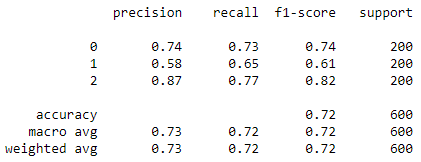 precision recall f1-score support
0 0.74 0.73 0.74 200
1 0.58 0.65 0.61 200
2 0.87 0.77 0.82 200
accuracy 0.72 600
macro avg 0.73 0.72 0.72 600
weighted avg 0.73 0.72 0.72 600